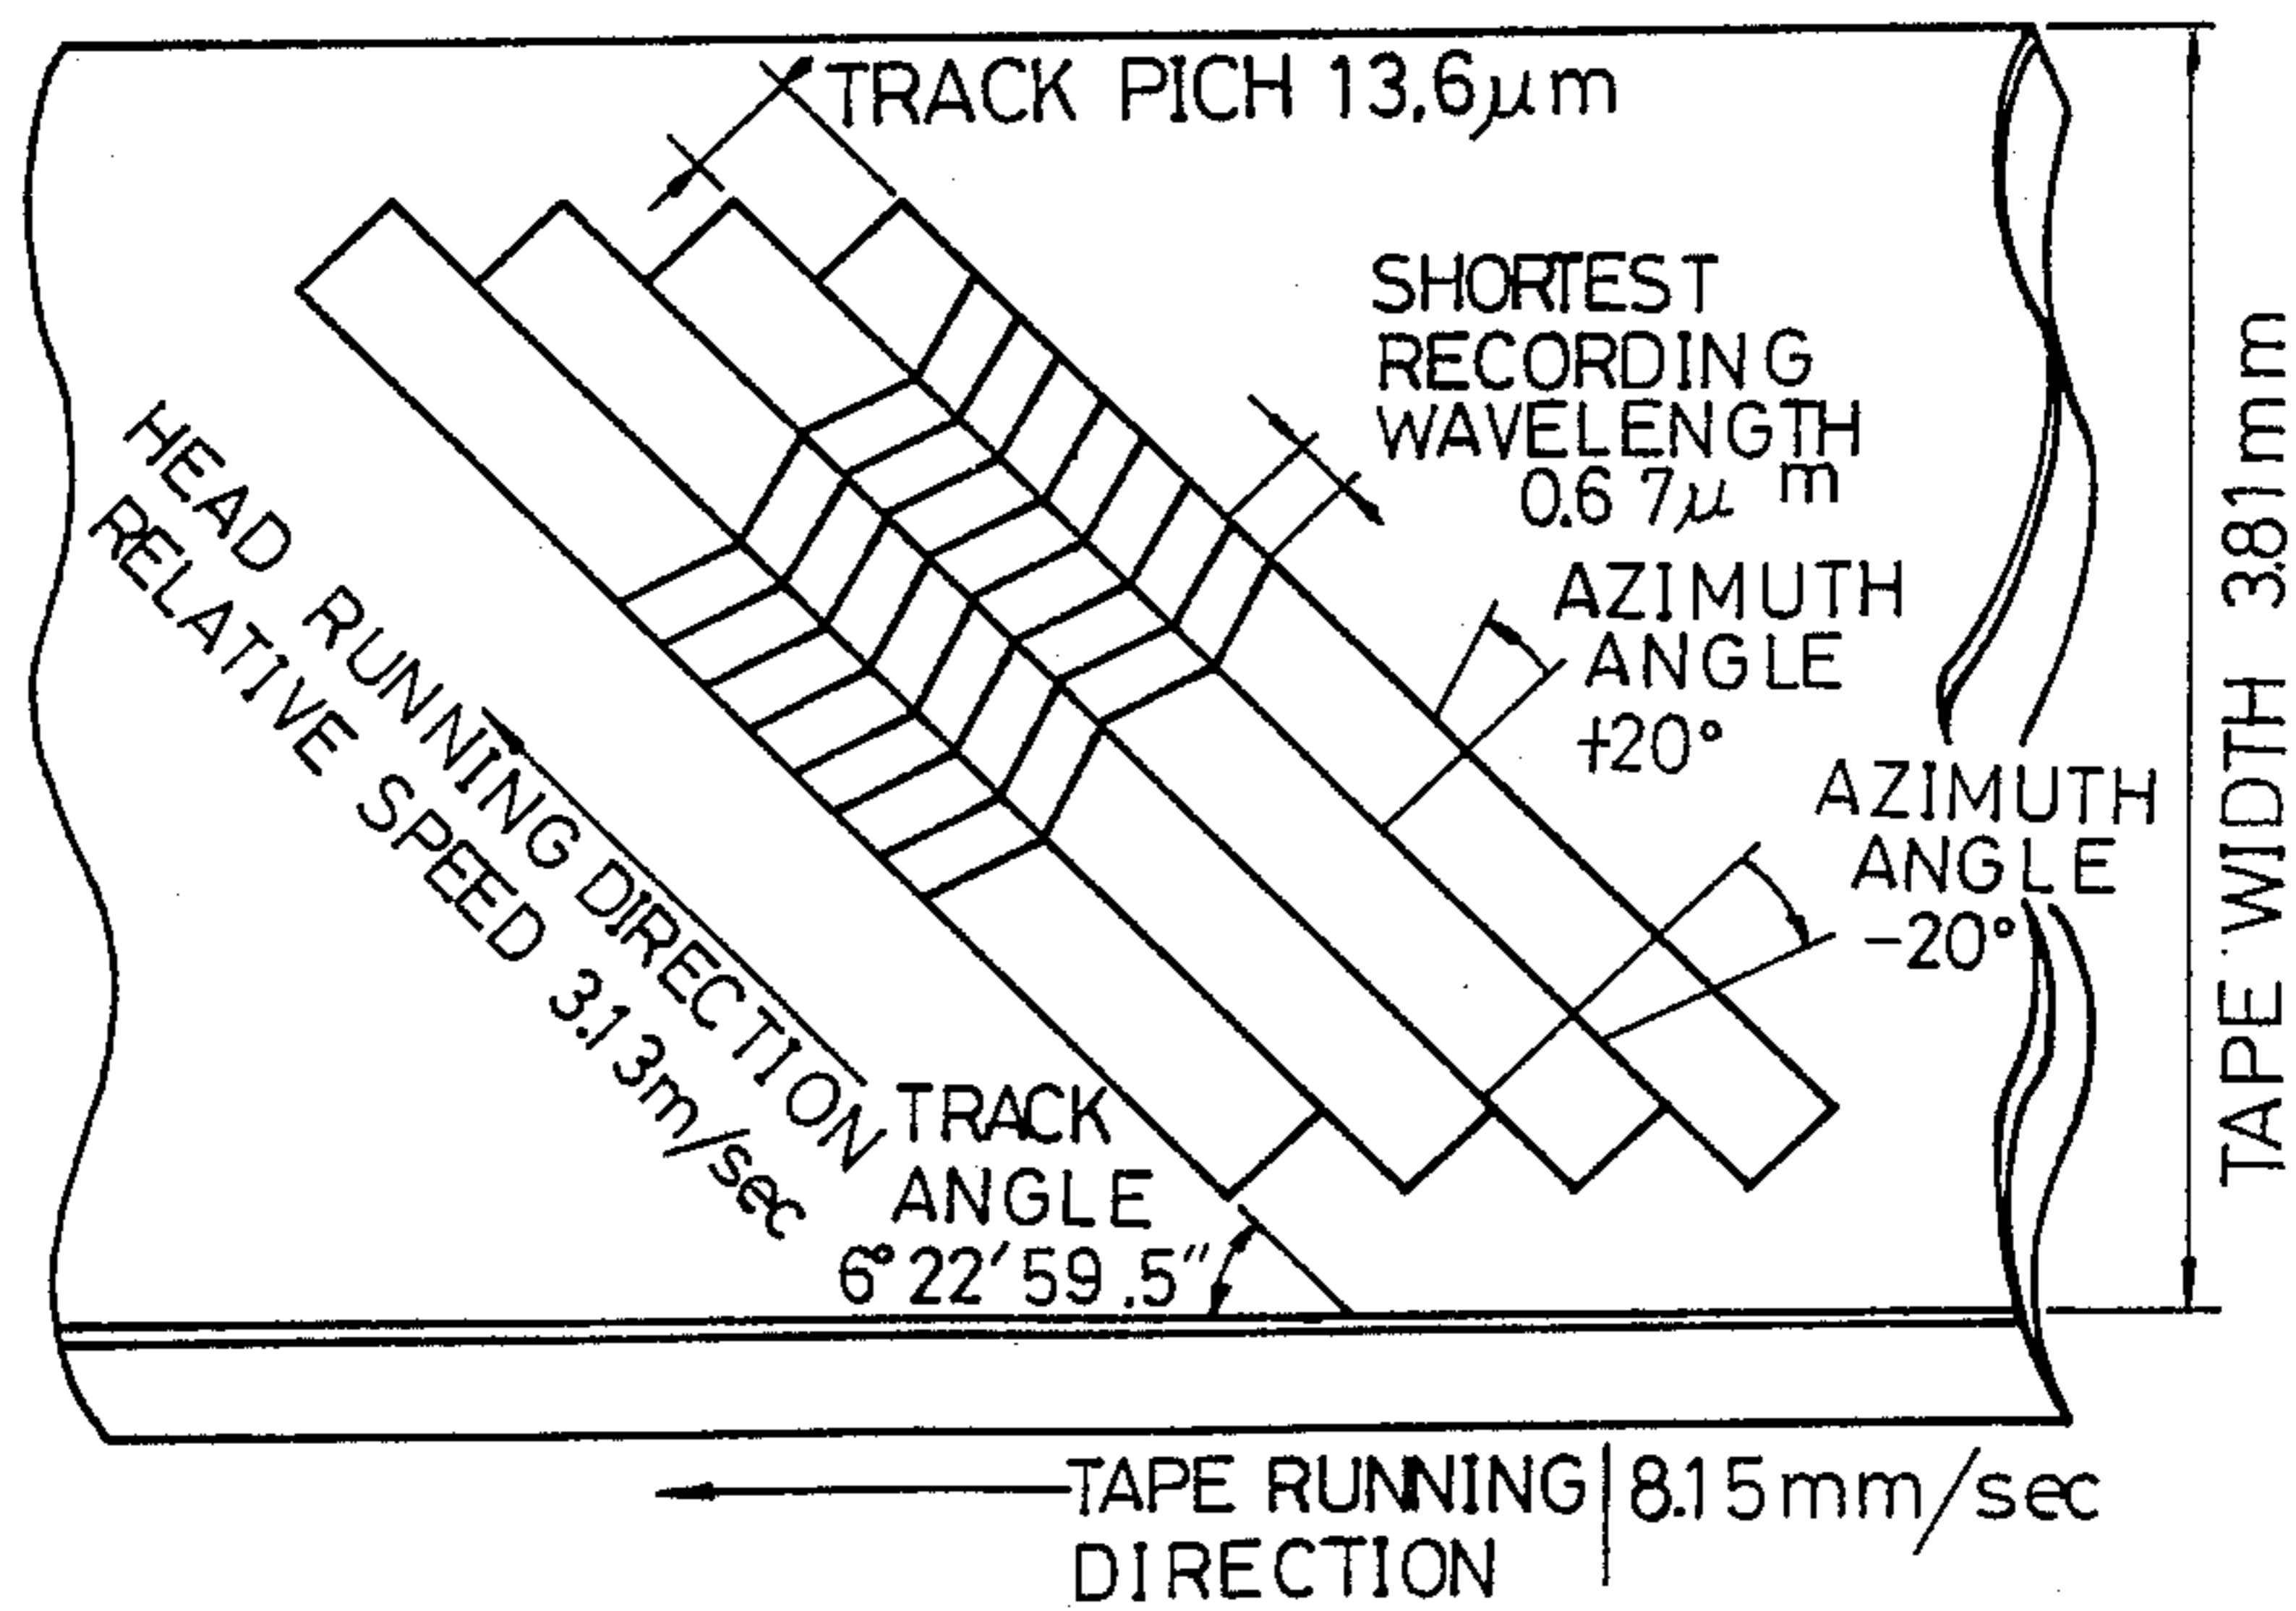 TRACK PICH 13.6μm
SHORTEST
RECORDING
WAVELENGTH
0.67μm
AZIMUTH
ANGLE
+20°
AZIMUTH
ANGLE
-20°
TAPE WIDTH 3.81mm
HEAD RUNNING DIRECTION
RELATIVE SPEED 3.13m/sec
TRACK
ANGLE
6°22'59.5"
TAPE RUNNING | 8.15mm/sec
DIRECTION